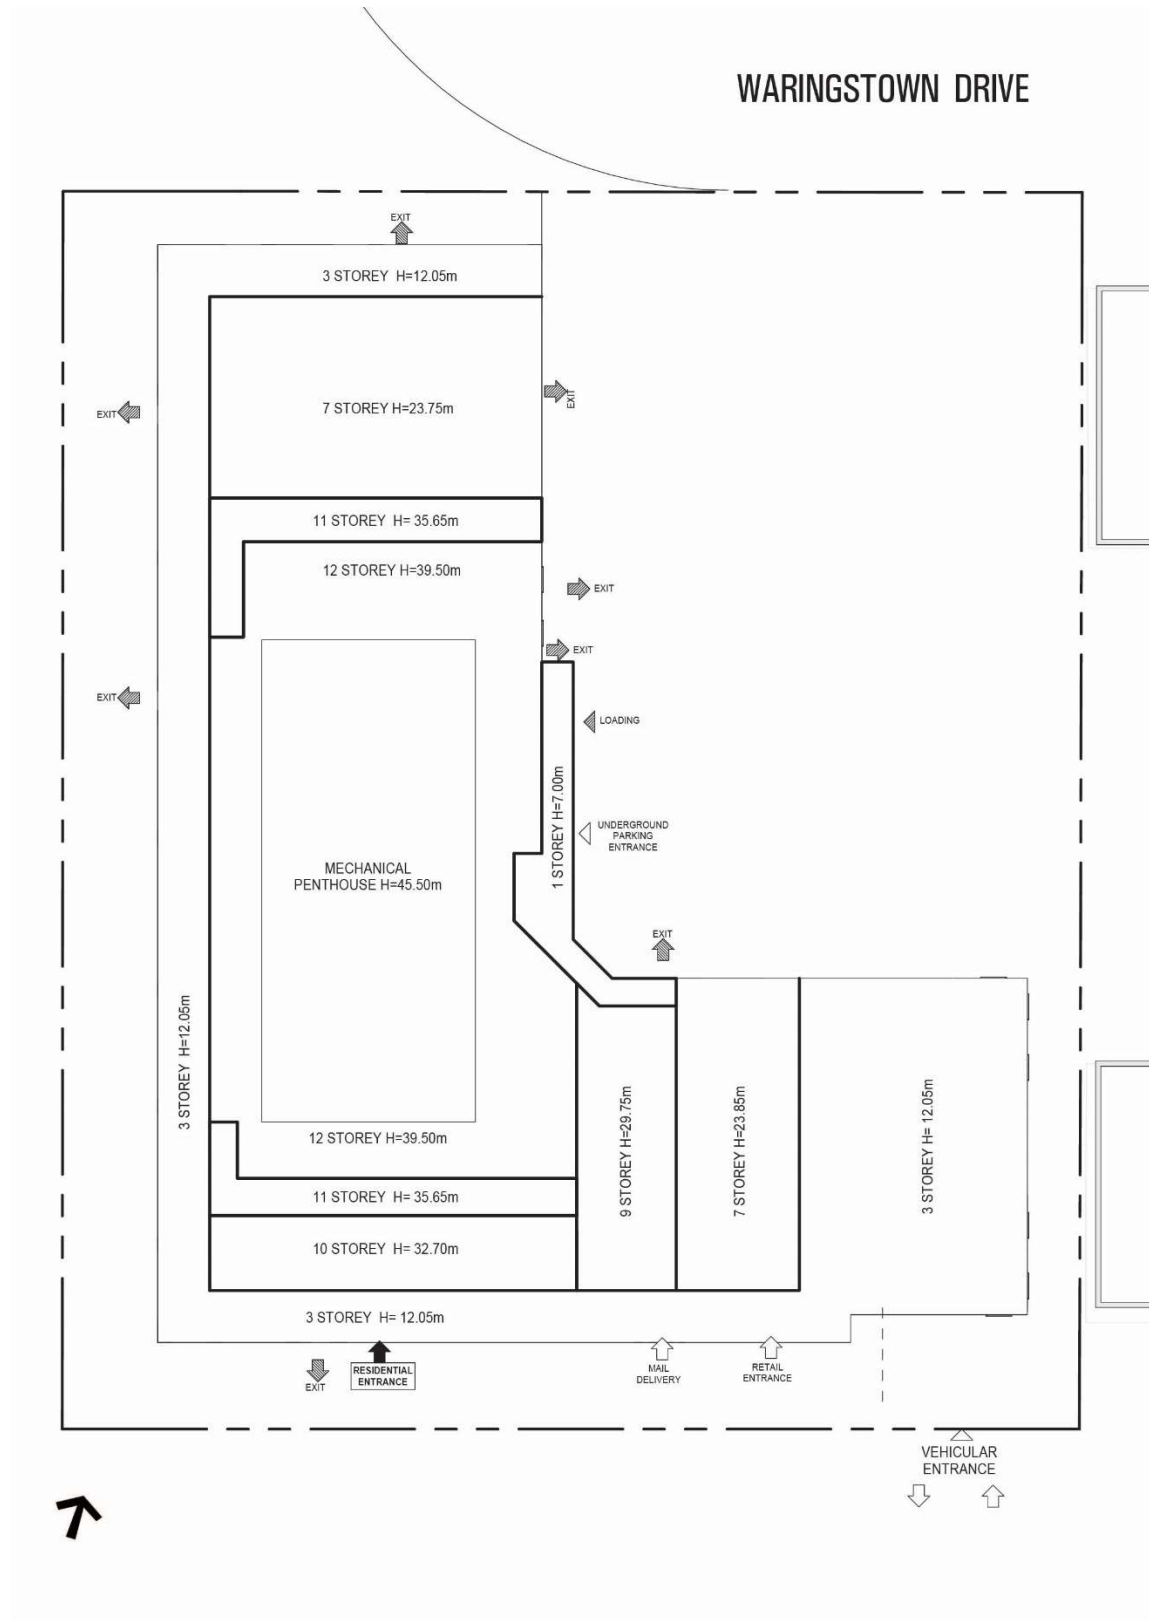 WARINGSTOWN DRIVE
EXIT
3 STOREY H=12.05m
7 STOREY H=23.75m
EXIT
EXIT
11 STOREY H= 35.65m
12 STOREY H=39.50m
EXIT
EXIT
EXIT
LOADING
1 STOREY H=7.00m
UNDERGROUND
PARKING
ENTRANCE
MECHANICAL
PENTHOUSE H=45.50m
EXIT
3 STOREY H=12.05m
12 STOREY H=39.50m
9 STOREY H=29.75m
7 STOREY H=23.85m
3 STOREY H= 12.05m
11 STOREY H= 35.65m
10 STOREY H= 32.70m
3 STOREY H= 12.05m
EXIT
RESIDENTIAL
ENTRANCE
MAIL
DELIVERY
RETAIL
ENTRANCE
VEHICULAR
ENTRANCE